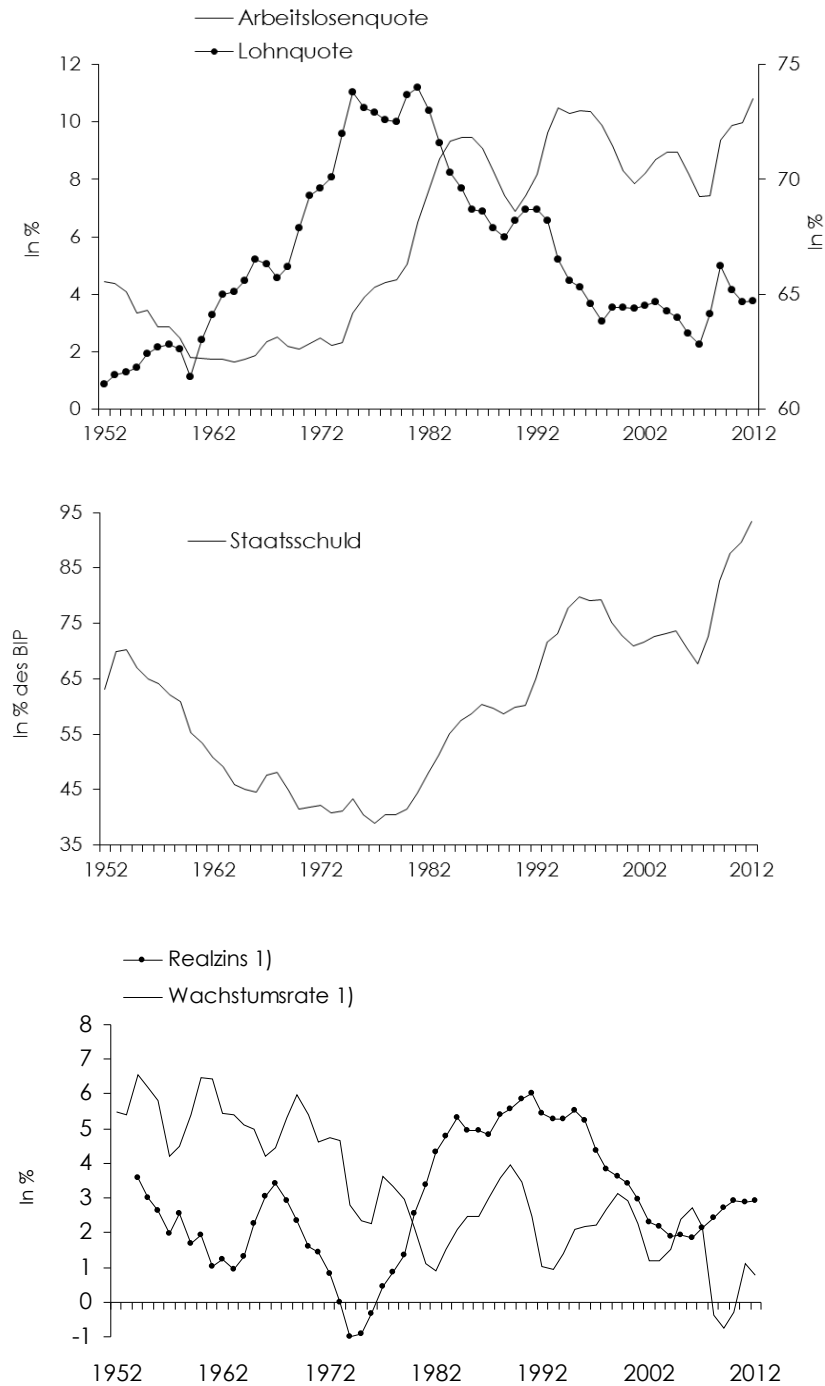 Arbeitslosenquote
Lohnquote
12
10
8
6
4
2
0
In %
75
70
65
60
In %
1952 1962 1972 1982 1992 2002 2012
Staatsschuld
95
85
75
65
55
45
35
In % des BIP
1952 1962 1972 1982 1992 2002 2012
Realzins 1)
Wachstumsrate 1)
8
7
6
5
4
3
2
1
0
-1
In %
1952 1962 1972 1982 1992 2002 2012